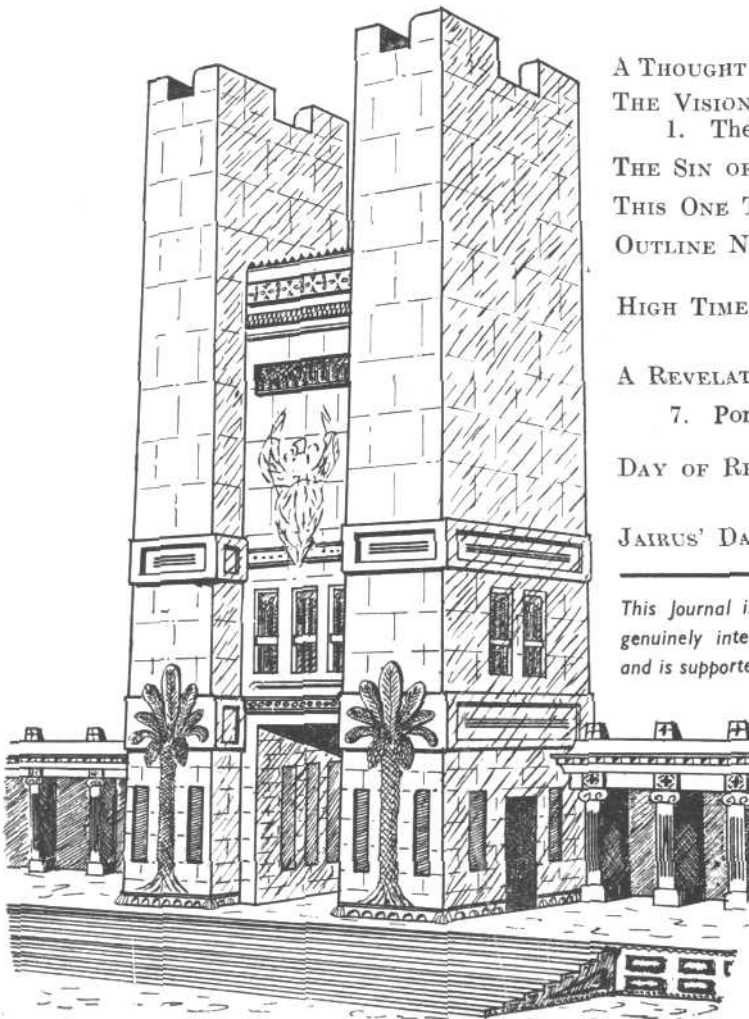 A THOUGHT
THE VISION
1. The
THE SIN OF
THIS ONE T
OUTLINE N
HIGH TIME
A REVELAT
7. Por
DAY OF RE
JAIRUS' DA
This Journal i
genuinely inte
and is supporte